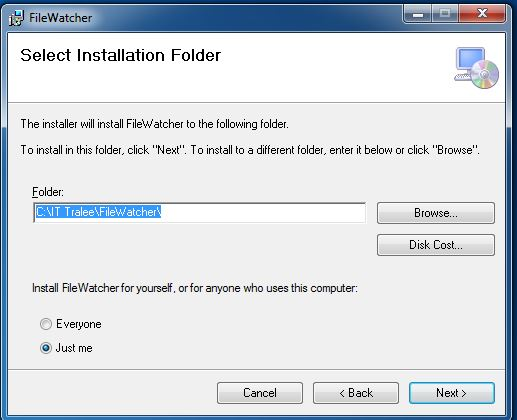 FileWatcher
Select Installation Folder
The installer will install FileWatcher to the following folder.
To install in this folder, click "Next". To install to a different folder, enter it below or click "Browse".
Folder:
C:\IT Tralee\FileWatcher\
Browse...
Disk Cost...
Install FileWatcher for yourself, or for anyone who uses this computer:
Everyone
Just me
Cancel
< Back
Next >